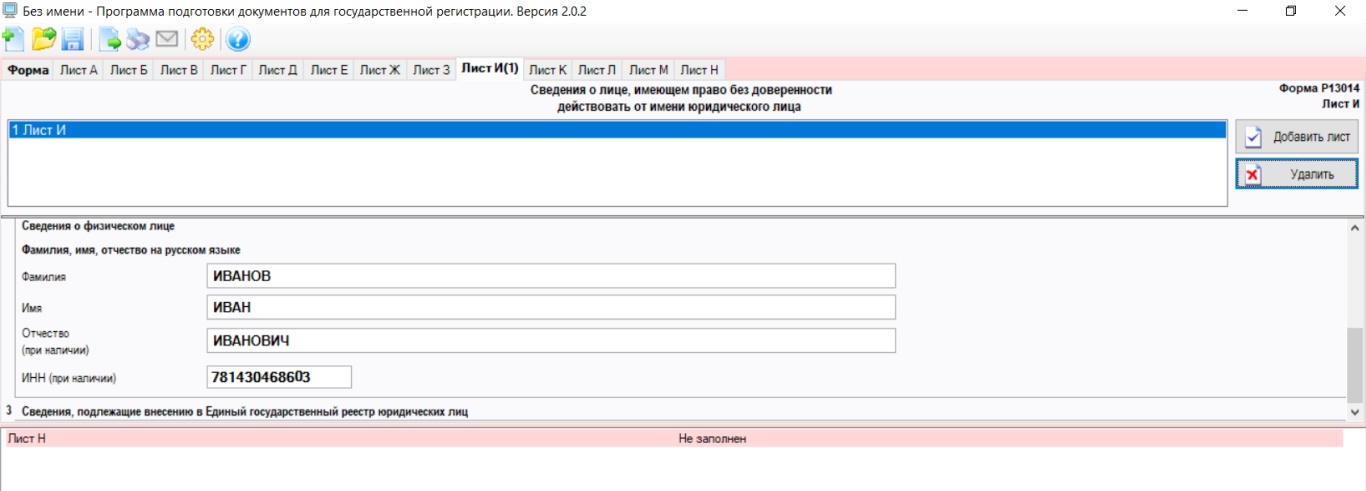 Без имени - Программа подготовки документов для государственной регистрации. Версия 2.0.2
Форма Лист А Лист Б Лист В Лист Г Лист Д Лист Е Лист Ж Лист З Лист И(1) Лист К Лист Л Лист М Лист Н
Сведения о лице, имеющем право без доверенности
действовать от имени юридического лица
Форма Р13014
Лист И
1 Лист И
Добавить лист
Удалить
Сведения о физическом лице
Фамилия, имя, отчество на русском языке
Фамилия ИВАНОВ
Имя ИВАН
Отчество
(при наличии) ИВАНОВИЧ
ИНН (при наличии) 781430468603
3 Сведения, подлежащие внесению в Единый государственный реестр юридических лиц
Лист Н Не заполнен